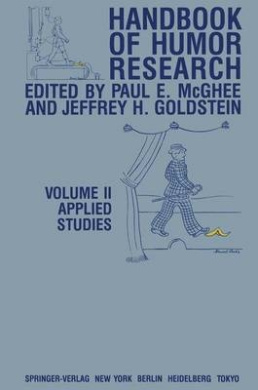 HANDBOOK
OF HUMOR
RESEARCH
EDITED BY PAUL E. McGHEE
AND JEFFREY H. GOLDSTEIN
VOLUME II
APPLIED
STUDIES
SPRINGER-VERLAG NEW YORK BERLIN HEIDELBERG TOKYO